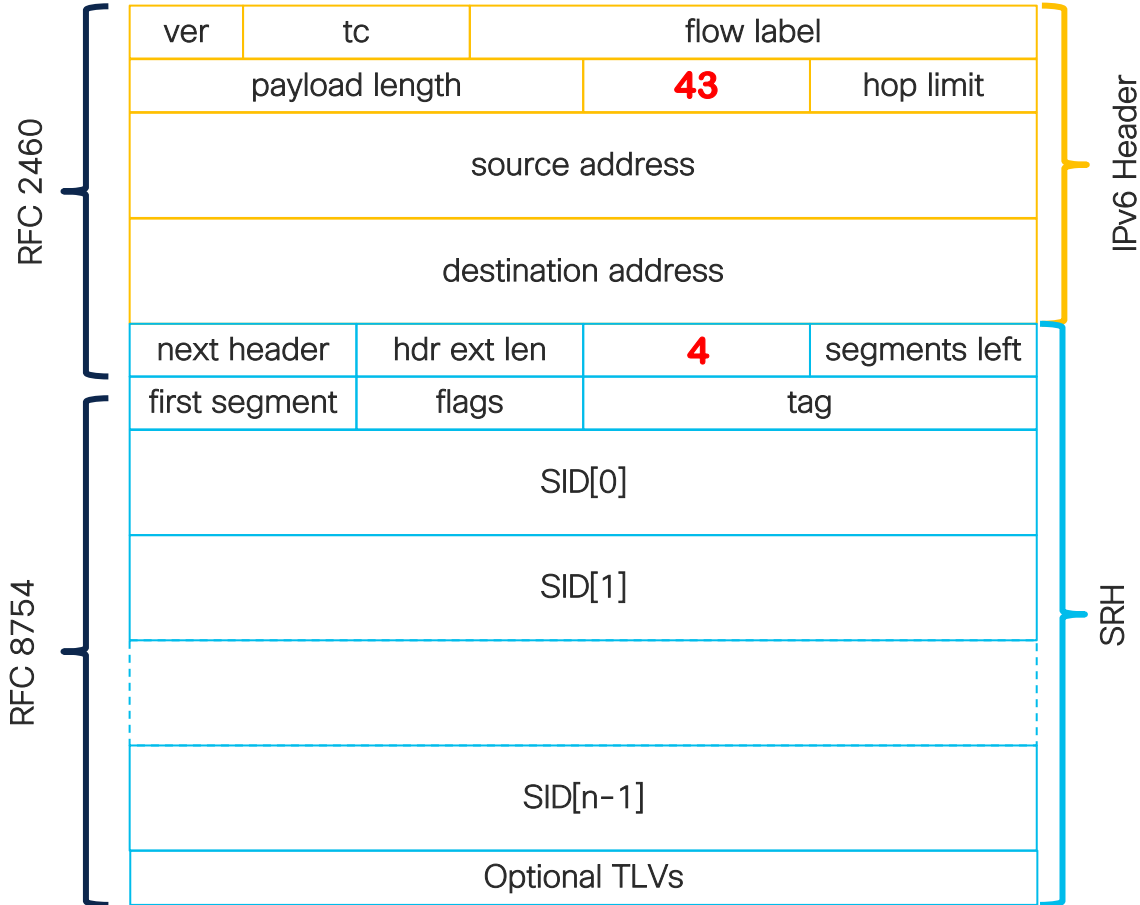 ver tc flow label
payload length 43 hop limit
source address
destination address
next header hdr ext len 4 segments left
first segment flags tag
SID[0]
SID[1]
SID[n-1]
Optional TLVs
RFC 2460
RFC 8754
IPv6 Header
SRH